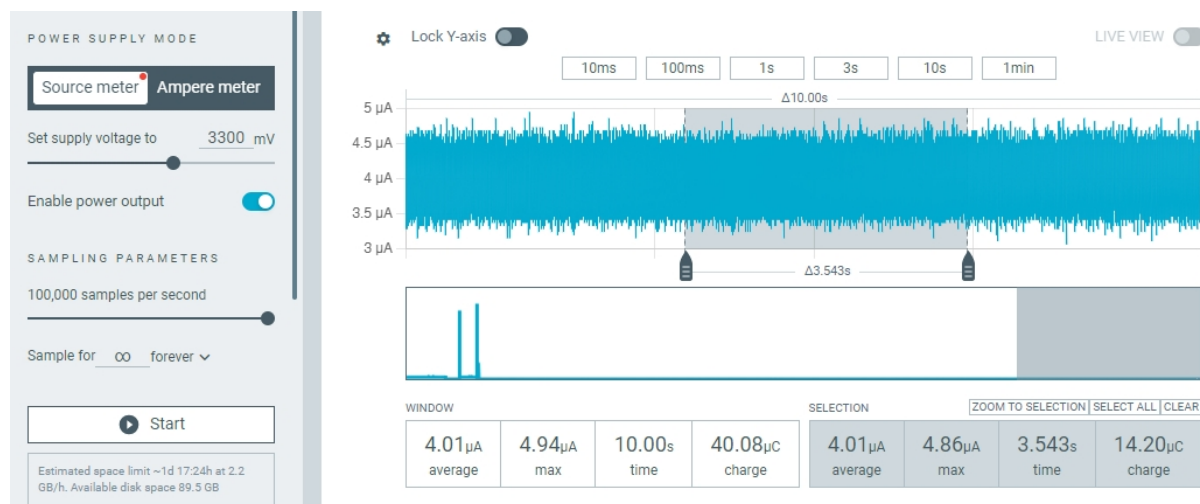 POWER SUPPLY MODE
Source meter Ampere meter
Set supply voltage to 3300 mV
Enable power output
SAMPLING PARAMETERS
100,000 samples per second
Sample for ∞ forever
Start
Estimated space limit ~1d 17:24h at 2.2
GB/h. Available disk space 89.5 GB
Lock Y-axis LIVE VIEW
10ms 100ms 1s 3s 10s 1min
Δ10.00s
5 µA
4.5 µA
4 µA
3.5 µA
3 µA
Δ3.543s
WINDOW
4.01µA 4.94µA 10.00s 40.08µC
average max time charge
SELECTION ZOOM TO SELECTION SELECT ALL CLEAR
4.01µA 4.86µA 3.543s 14.20µC
average max time charge